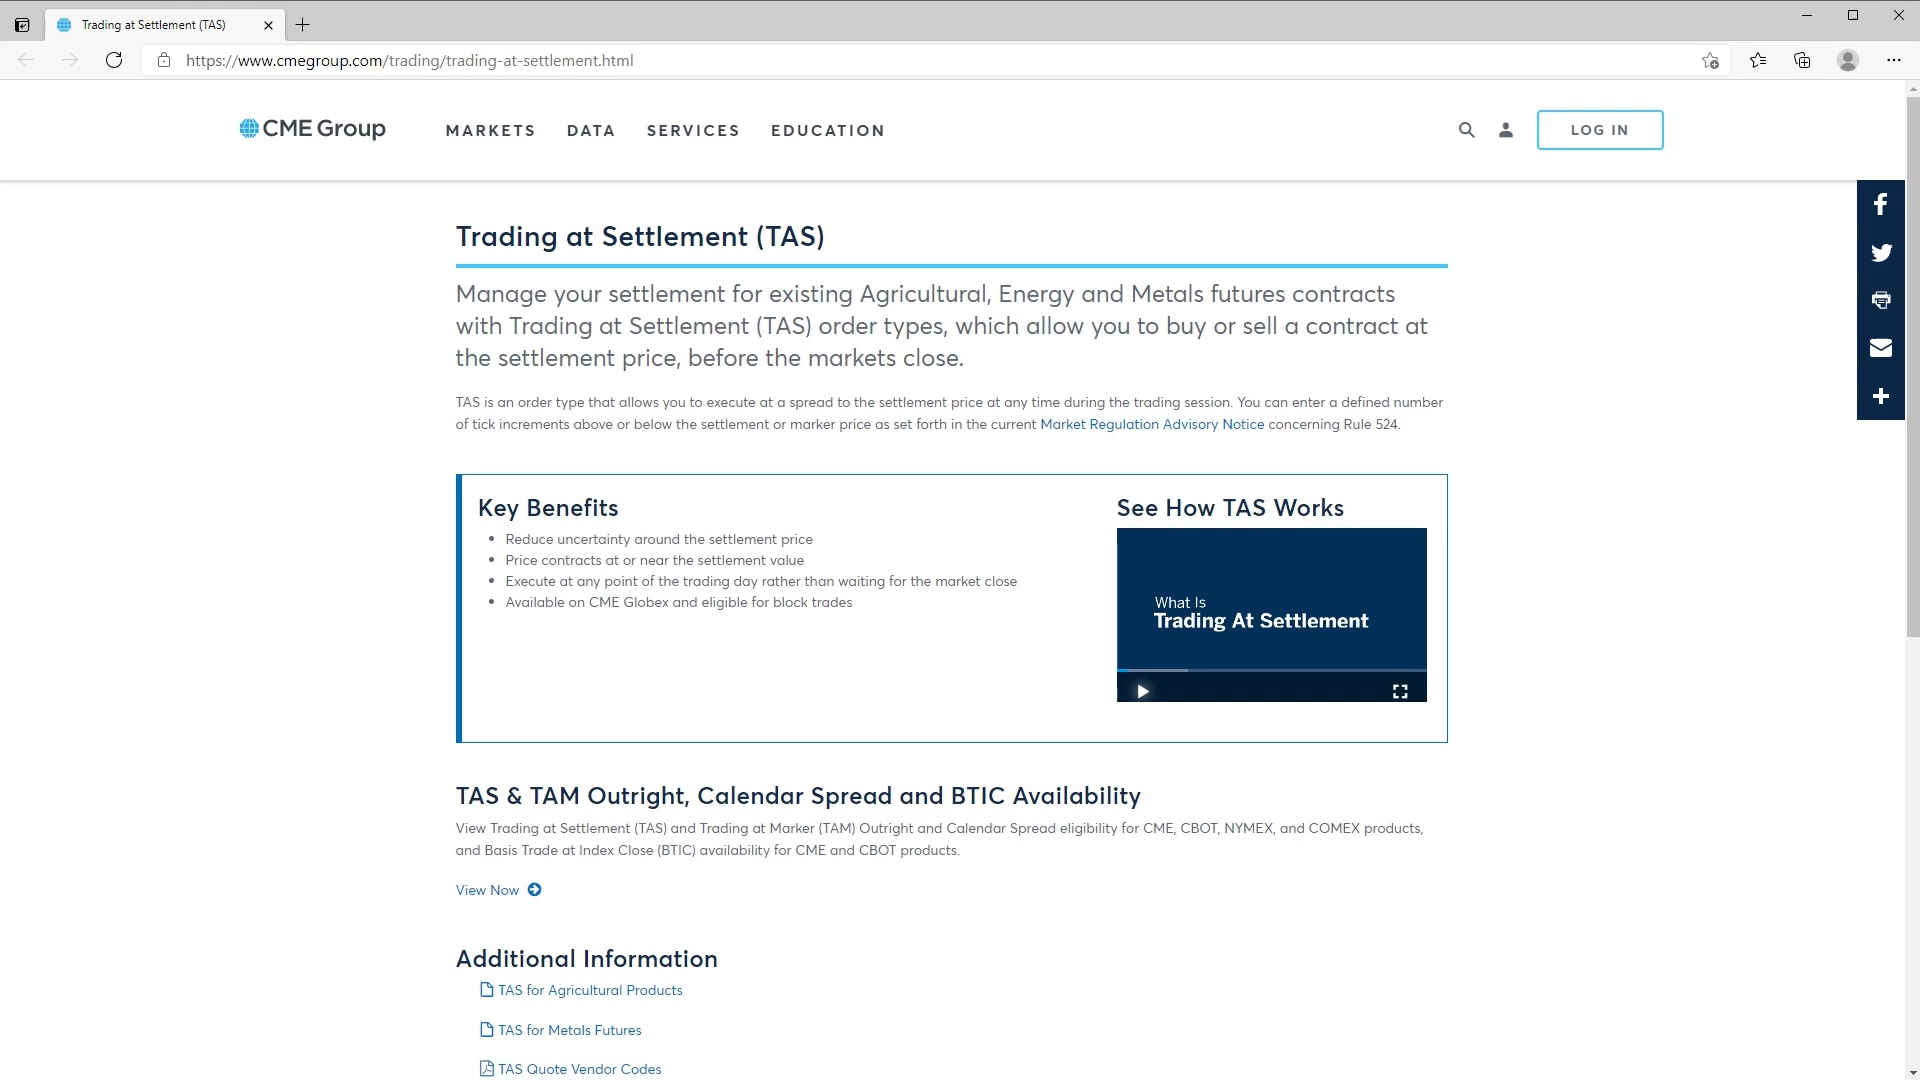 Trading at Settlement (TAS)
https://www.cmegroup.com/trading/trading-at-settlement.html
CME Group
MARKETS DATA SERVICES EDUCATION
LOG IN
Trading at Settlement (TAS)
Manage your settlement for existing Agricultural, Energy and Metals futures contracts
with Trading at Settlement (TAS) order types, which allow you to buy or sell a contract at
the settlement price, before the markets close.
TAS is an order type that allows you to execute at a spread to the settlement price at any time during the trading session. You can enter a defined number
of tick increments above or below the settlement or marker price as set forth in the current Market Regulation Advisory Notice concerning Rule 524.
Key Benefits
Reduce uncertainty around the settlement price
Price contracts at or near the settlement value
Execute at any point of the trading day rather than waiting for the market close
Available on CME Globex and eligible for block trades
See How TAS Works
What Is
Trading At Settlement
TAS & TAM Outright, Calendar Spread and BTIC Availability
View Trading at Settlement (TAS) and Trading at Marker (TAM) Outright and Calendar Spread eligibility for CME, CBOT, NYMEX, and COMEX products,
and Basis Trade at Index Close (BTIC) availability for CME and CBOT products.
View Now
Additional Information
TAS for Agricultural Products
TAS for Metals Futures
TAS Quote Vendor Codes